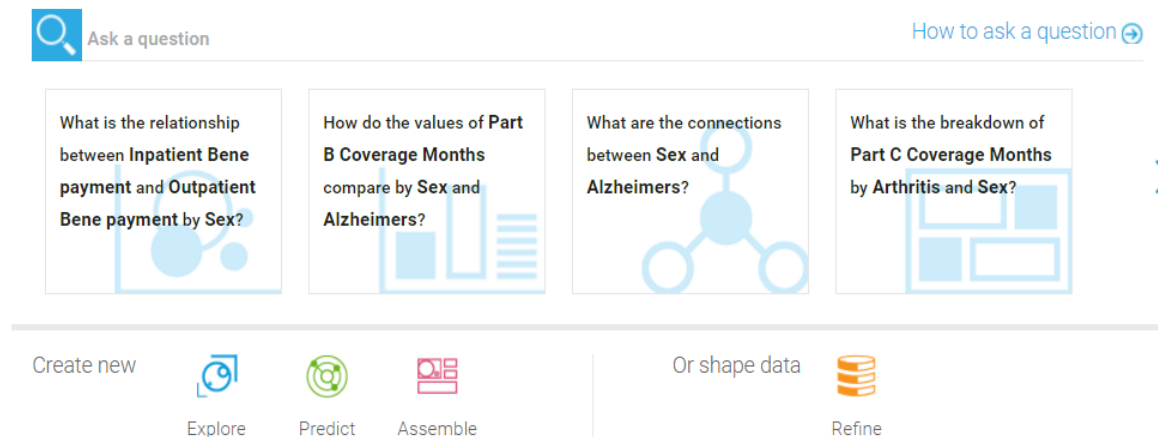 Ask a question
How to ask a question
What is the relationship
between Inpatient Bene
payment and Outpatient
Bene payment by Sex?
How do the values of Part
B Coverage Months
compare by Sex and
Alzheimers?
What are the connections
between Sex and
Alzheimers?
What is the breakdown of
Part C Coverage Months
by Arthritis and Sex?
Create new
Explore
Predict
Assemble
Or shape data
Refine